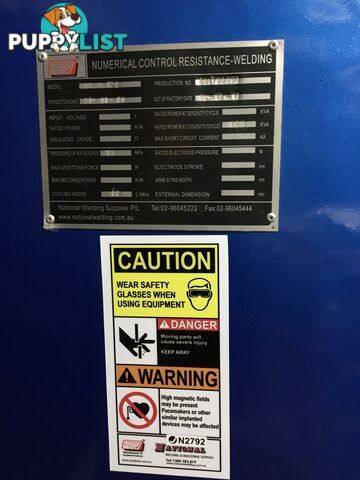 PUPPYLIST
NUMERICAL CONTROL RESISTANCE-WELDING
MODEL
PRODUCTION NO.
PRODUCTION DATE
OUT OF FACTORY DATE
INPUT VOLTAGE V
RATED POWER AT 20%DUTY CYCLE KVA
RATED POWER KVA
RATED POWER AT 50%DUTY CYCLE KVA
INSULATED GRADE Ω
MAX SHORT CIRCUIT CURRENT KA
PRESSURE OF AIR SOURCE MPa
RATED ELECTRODE PRESSURE N
MAX UPSETTING FORCE N
ELECTRODE STROKE mm
MAX WELDING POWER KVA
ARM STRENGTH mm
COOLING WATER L\Min
EXTERNAL DIMENSION mm
National Welding Supplies P/L Tel:02-96045222 Fax:02-96045444
www.nationalwelding.com.au
CAUTION
WEAR SAFETY
GLASSES WHEN
USING EQUIPMENT
DANGER
Moving parts will
cause severe injury
KEEP AWAY
WARNING
High magnetic fields
may be present
Pacemakers or other
similar implanted
devices may be affected
N2792
NATIONAL
WELDING & INDUSTRIAL SUPPLIES